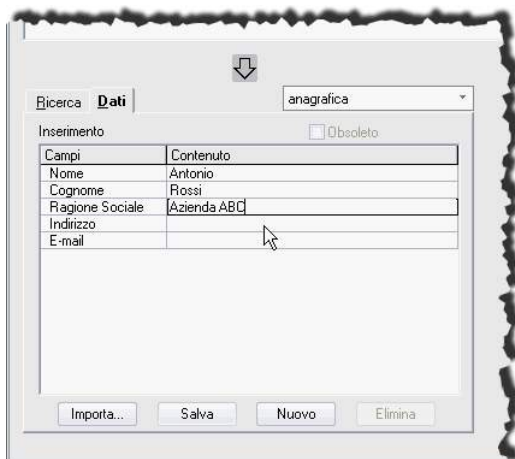 Ricerca Dati anagrafica
Inserimento Obsoleto
Campi Contenuto
Nome Antonio
Cognome Rossi
Ragione Sociale Azienda ABC
Indirizzo
E-mail
Importa... Salva Nuovo Elimina